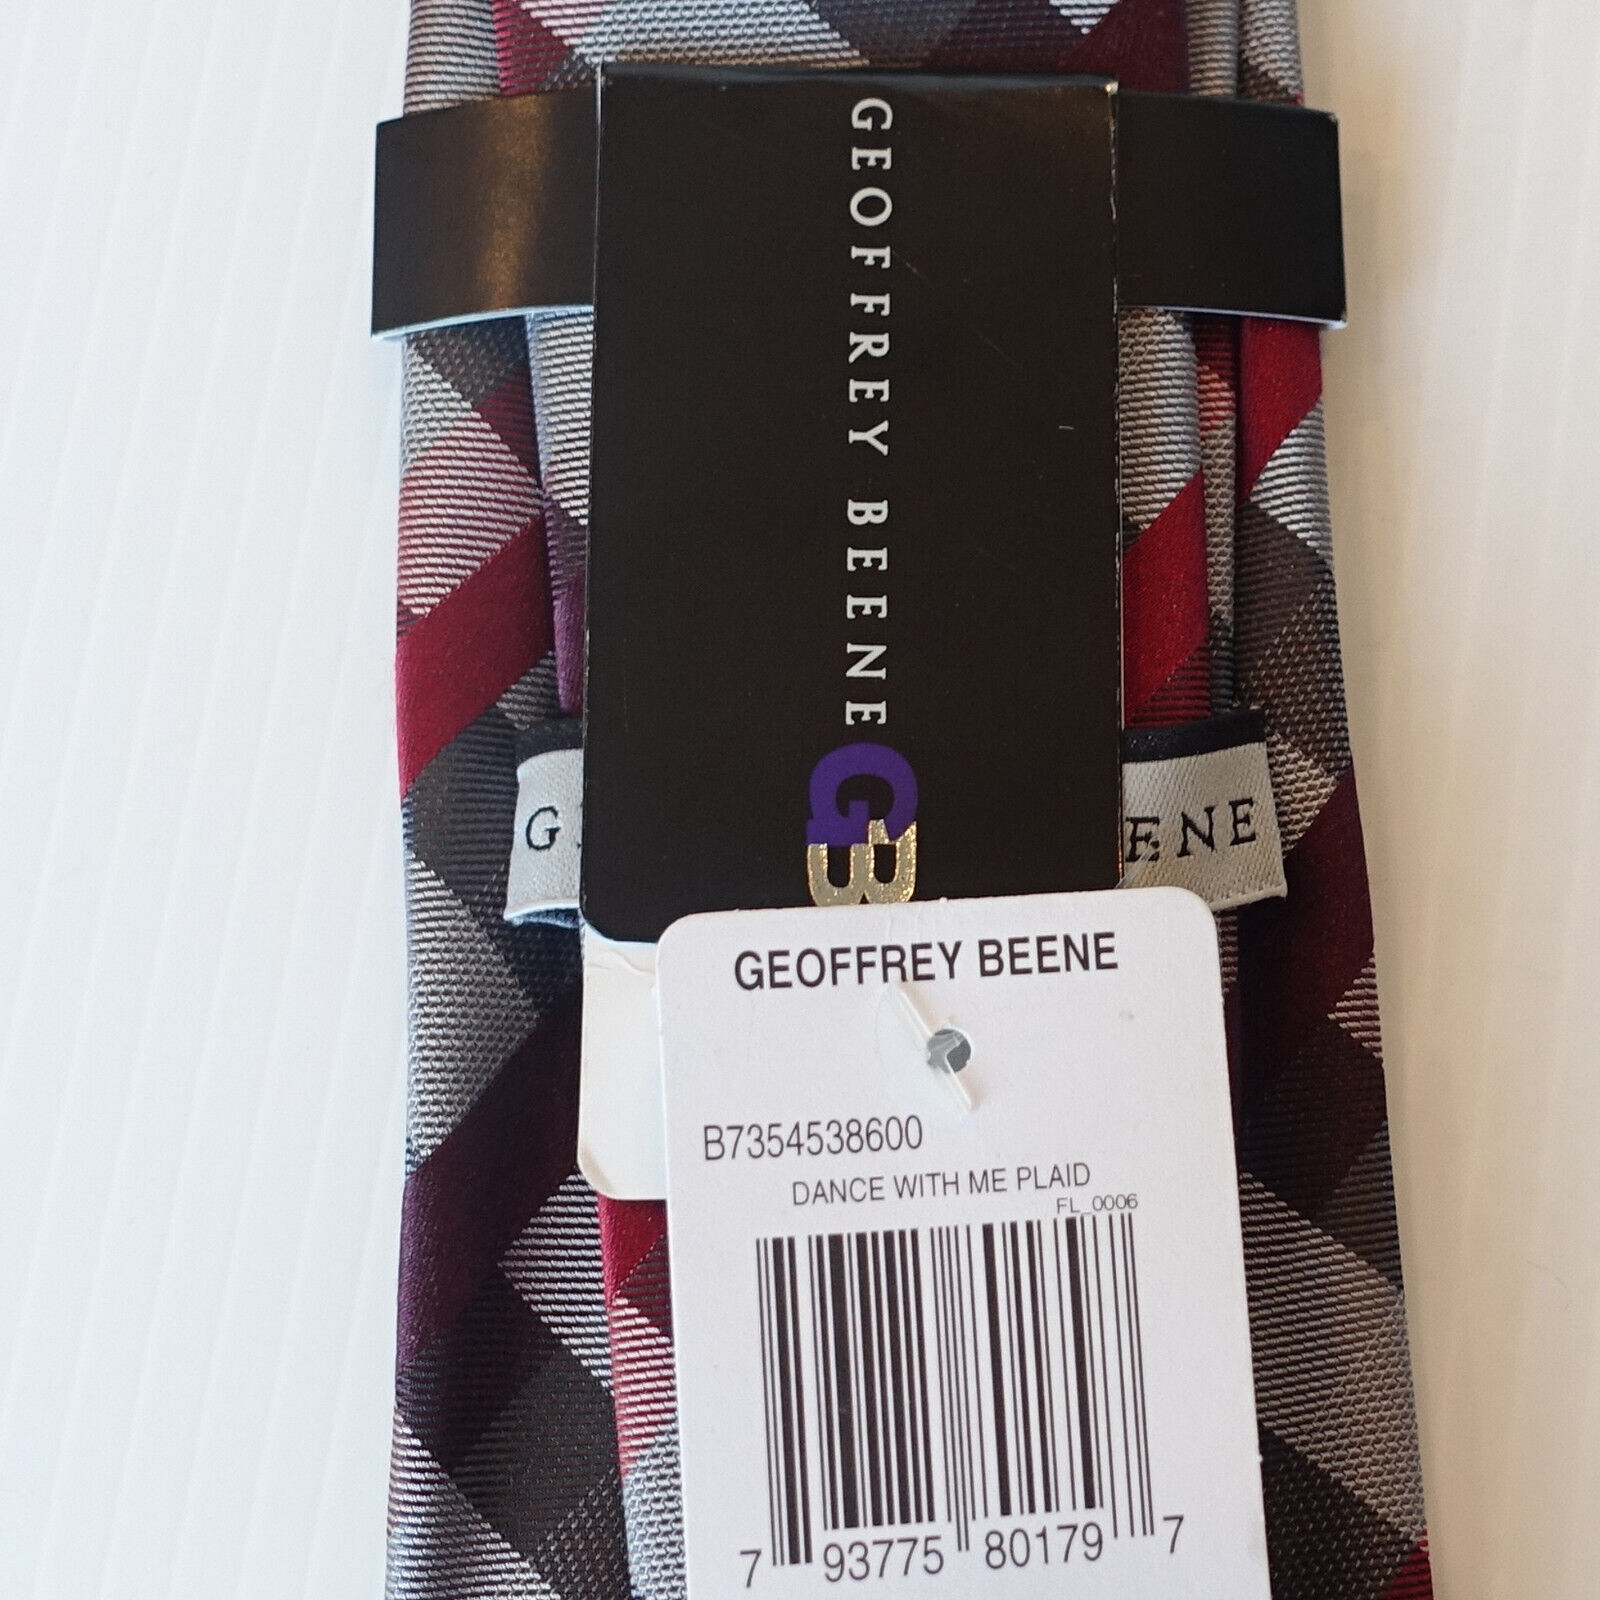 GEOFFREY BEENE
GB
G ENE
GEOFFREY BEENE
B7354538600
DANCE WITH ME PLAID
FL_0006
7 93775 80179 7